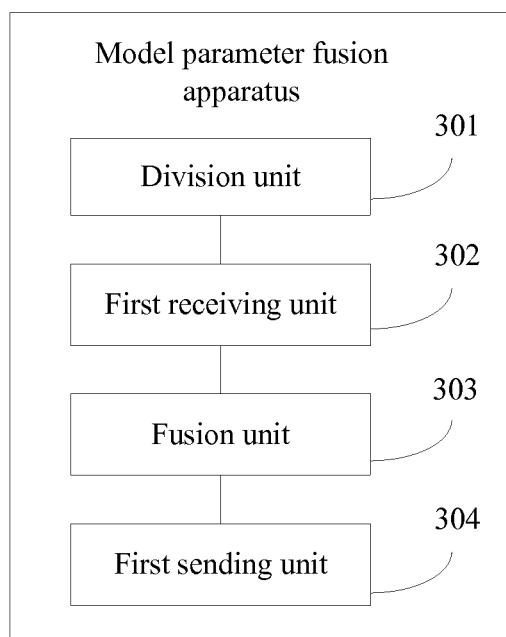 Model parameter fusion
apparatus
301
Division unit
302
First receiving unit
303
Fusion unit
304
First sending unit